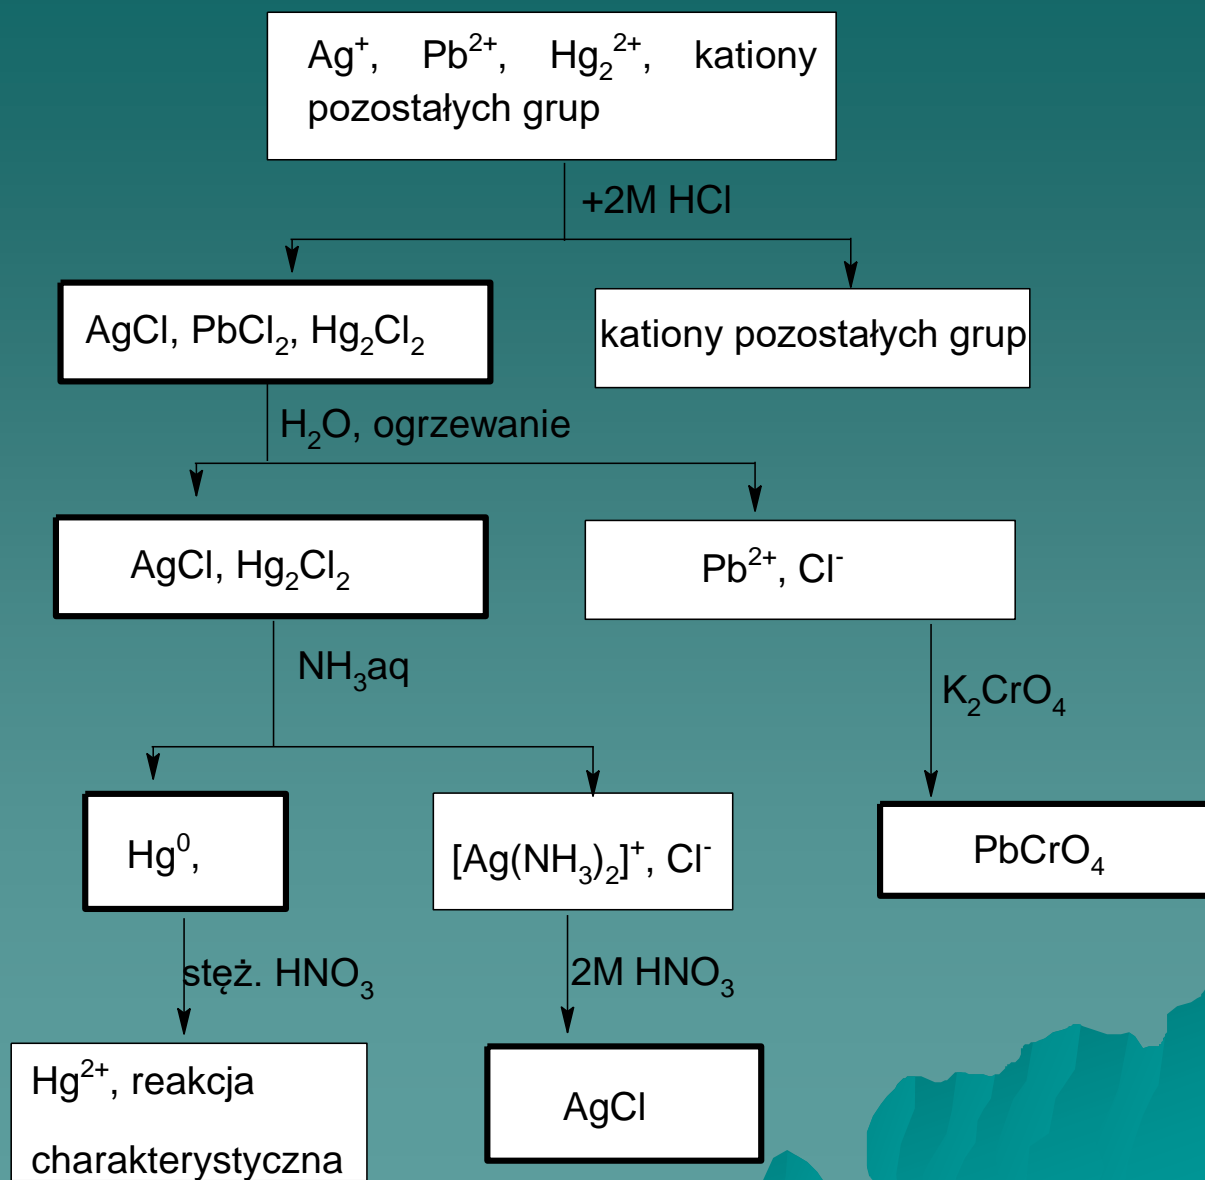 Ag⁺, Pb²⁺, Hg₂²⁺, kationy
pozostałych grup
+2M HCl
AgCl, PbCl₂, Hg₂Cl₂
kationy pozostałych grup
H₂O, ogrzewanie
AgCl, Hg₂Cl₂
Pb²⁺, Cl⁻
NH₃aq
K₂CrO₄
Hg⁰,
[Ag(NH₃)₂]⁺, Cl⁻
PbCrO₄
stęż. HNO₃
2M HNO₃
Hg²⁺, reakcja
charakterystyczna
AgCl